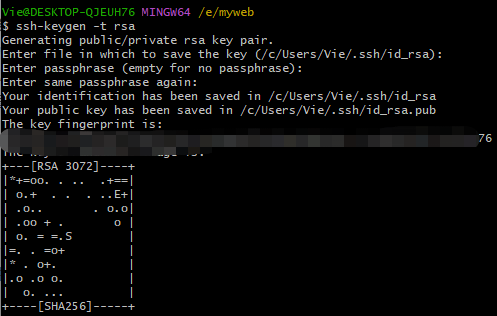 Vie@DESKTOP-QJEUH76 MINGW64 /e/myweb
$ ssh-keygen -t rsa
Generating public/private rsa key pair.
Enter file in which to save the key (/c/Users/Vie/.ssh/id_rsa):
Enter passphrase (empty for no passphrase):
Enter same passphrase again:
Your identification has been saved in /c/Users/Vie/.ssh/id_rsa
Your public key has been saved in /c/Users/Vie/.ssh/id_rsa.pub
The key fingerprint is:
76
+---[RSA 3072]----+
|*+=oo. . .. .+==|
| o.+  . .  . ..E+|
| .o..      . o.o|
| .oo + .       o |
| o. = =.S        |
|=. . =o+         |
|* . o+.          |
|.o .o o.         |
|  o. ...         |
+----[SHA256]-----+